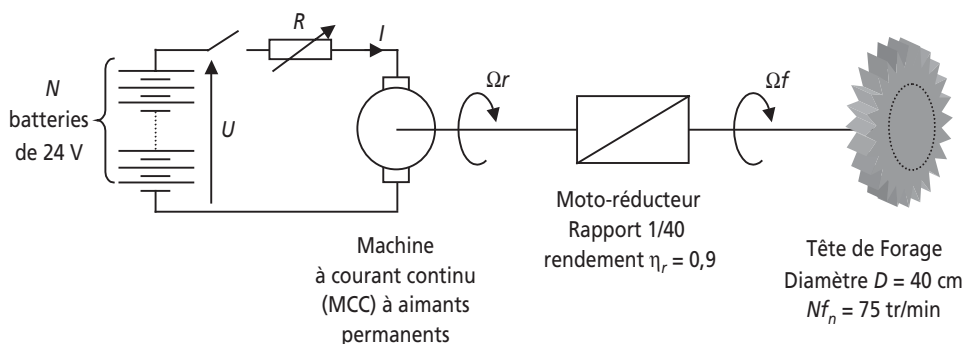 R
I
N
batteries
de 24 V
U
Ωr
Ωf
Machine
à courant continu
(MCC) à aimants
permanents
Moto-réducteur
Rapport 1/40
rendement ηr = 0,9
Tête de Forage
Diamètre D = 40 cm
Nfn = 75 tr/min